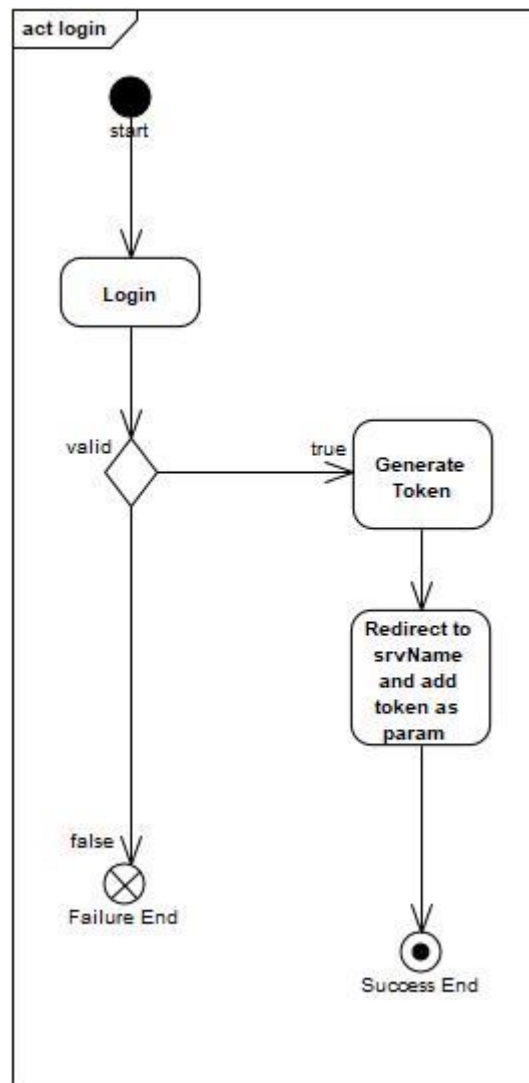 act login
start
Login
valid
true
Generate
Token
Redirect to
srvName
and add
token as
param
false
Failure End
Success End